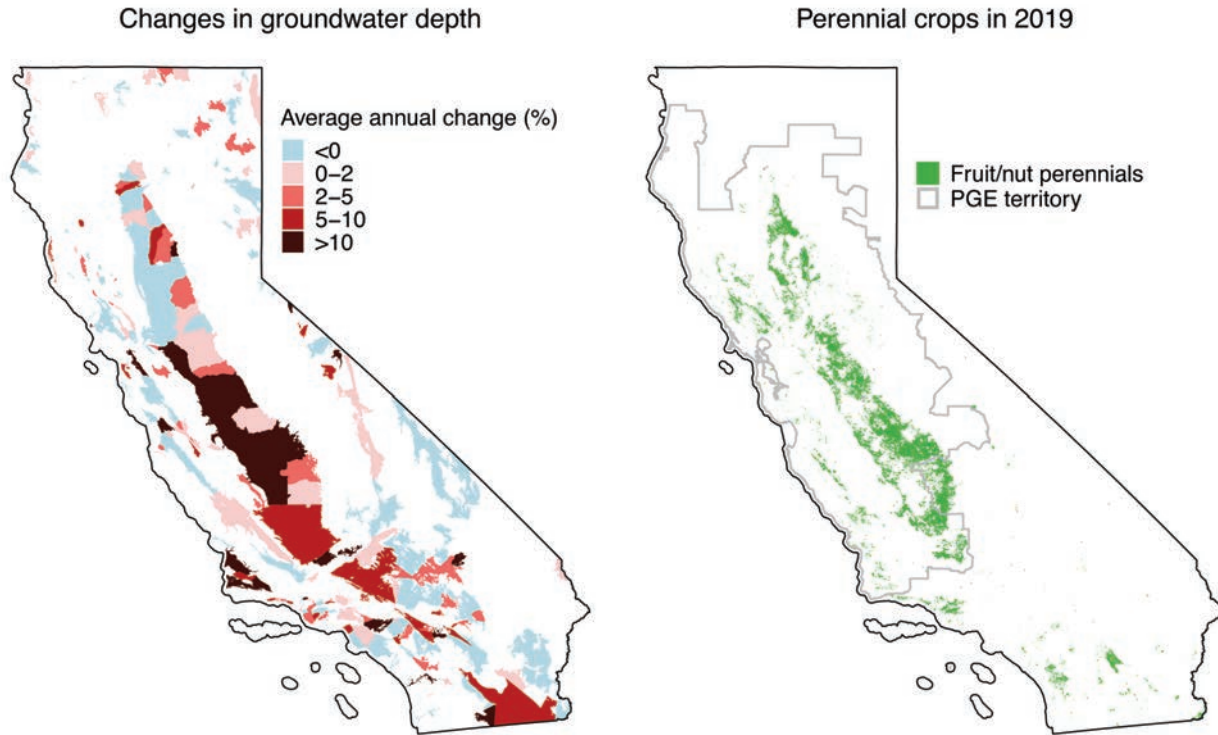 Changes in groundwater depth
Average annual change (%)
<0
0–2
2–5
5–10
>10
Perennial crops in 2019
Fruit/nut perennials
PGE territory